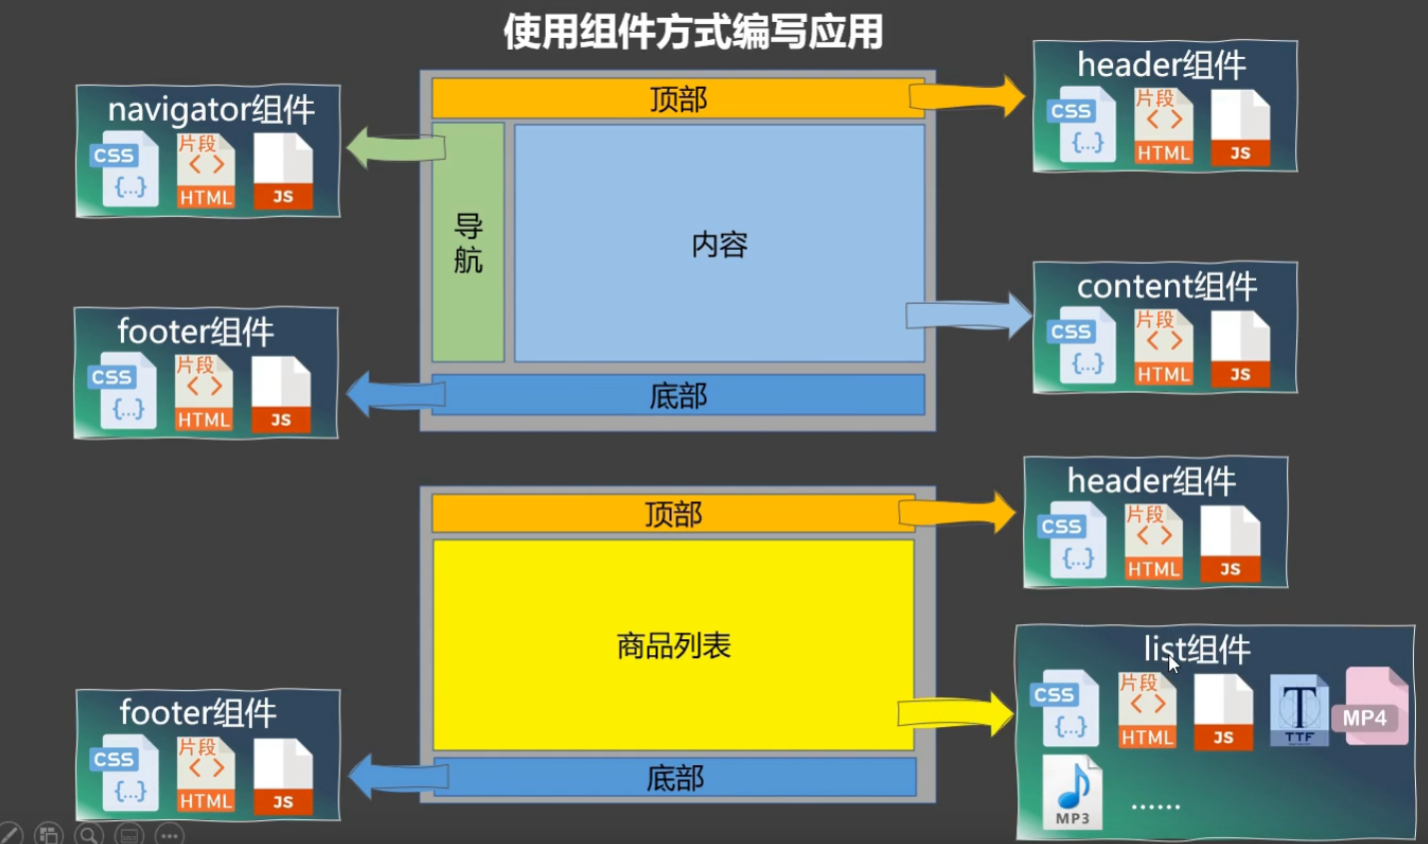 使用组件方式编写应用
navigator组件
CSS
{...}
片段
< >
HTML
JS
顶部
header组件
CSS
{...}
片段
< >
HTML
JS
导航
内容
footer组件
CSS
{...}
片段
< >
HTML
JS
底部
content组件
CSS
{...}
片段
< >
HTML
JS
顶部
header组件
CSS
{...}
片段
< >
HTML
JS
商品列表
list组件
CSS
{...}
片段
< >
HTML
JS
T
TTF
MP4
MP3
......
footer组件
CSS
{...}
片段
< >
HTML
JS
底部